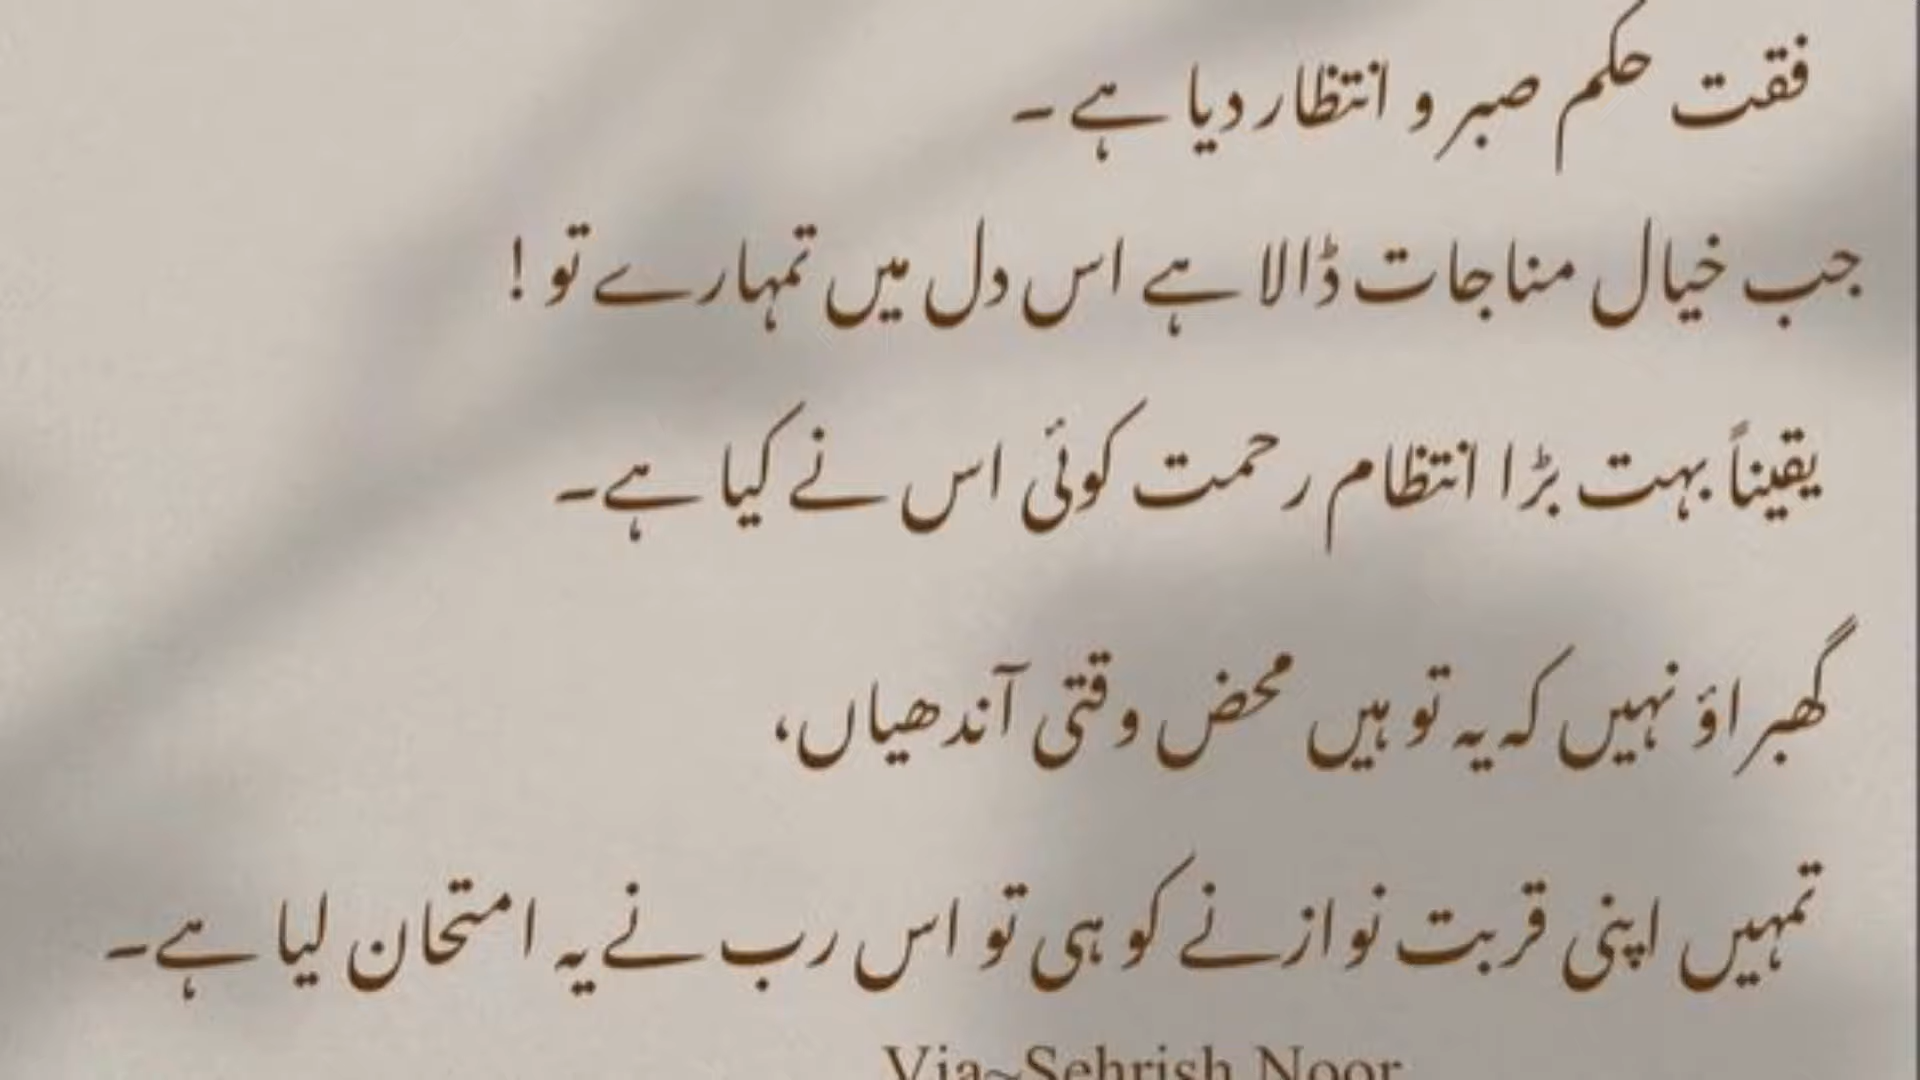 فقت حکم صبر و انتظار دیا ہے ۔
جب خیال مناجات ڈالا ہے اس دل میں تمہارے تو !
یقیناً بہت بڑا انتظام رحمت کوئی اس نے کیا ہے۔
گھبراؤ نہیں کہ یہ تو ہیں محض وقتی آندھیاں،
تمہیں اپنی قربت نوازنے کو ہی تو اس رب نے یہ امتحان لیا ہے۔
Via~Sehrish Noor